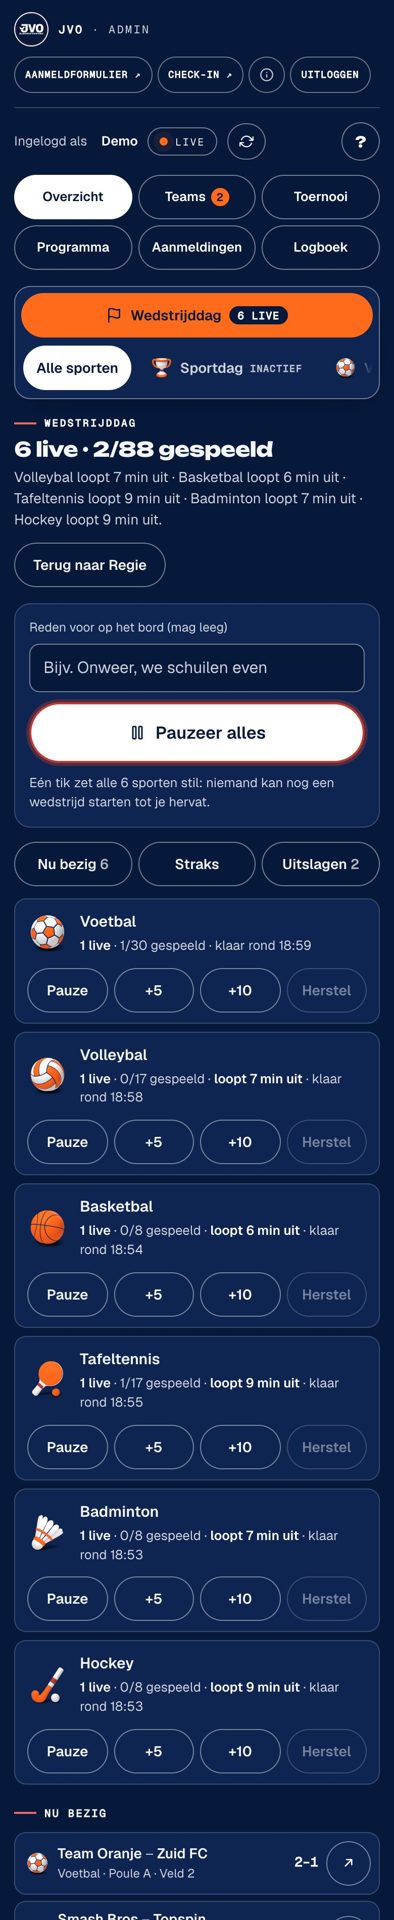 JVO JVO · ADMIN
AANMELDFORMULIER ↗ CHECK-IN ↗ UITLOGGEN
Ingelogd als Demo LIVE ?
Overzicht Teams 2 Toernooi
Programma Aanmeldingen Logboek
Wedstrijddag 6 LIVE
Alle sporten Sportdag INACTIEF V
WEDSTRIJDDAG
6 live · 2/88 gespeeld
Volleybal loopt 7 min uit · Basketbal loopt 6 min uit ·
Tafeltennis loopt 9 min uit · Badminton loopt 7 min uit ·
Hockey loopt 9 min uit.
Terug naar Regie
Reden voor op het bord (mag leeg)
Bijv. Onweer, we schuilen even
Pauzeer alles
Eén tik zet alle 6 sporten stil: niemand kan nog een
wedstrijd starten tot je hervat.
Nu bezig 6 Straks Uitslagen 2
Voetbal
1 live · 1/30 gespeeld · klaar rond 18:59
Pauze +5 +10 Herstel
Volleybal
1 live · 0/17 gespeeld · loopt 7 min uit · klaar
rond 18:58
Pauze +5 +10 Herstel
Basketbal
1 live · 0/8 gespeeld · loopt 6 min uit · klaar
rond 18:54
Pauze +5 +10 Herstel
Tafeltennis
1 live · 1/17 gespeeld · loopt 9 min uit · klaar
rond 18:55
Pauze +5 +10 Herstel
Badminton
1 live · 0/8 gespeeld · loopt 7 min uit · klaar
rond 18:53
Pauze +5 +10 Herstel
Hockey
1 live · 0/8 gespeeld · loopt 9 min uit · klaar
rond 18:53
Pauze +5 +10 Herstel
NU BEZIG
Team Oranje – Zuid FC
Voetbal · Poule A · Veld 2
2–1 ↗
Smash Bros – Topspin